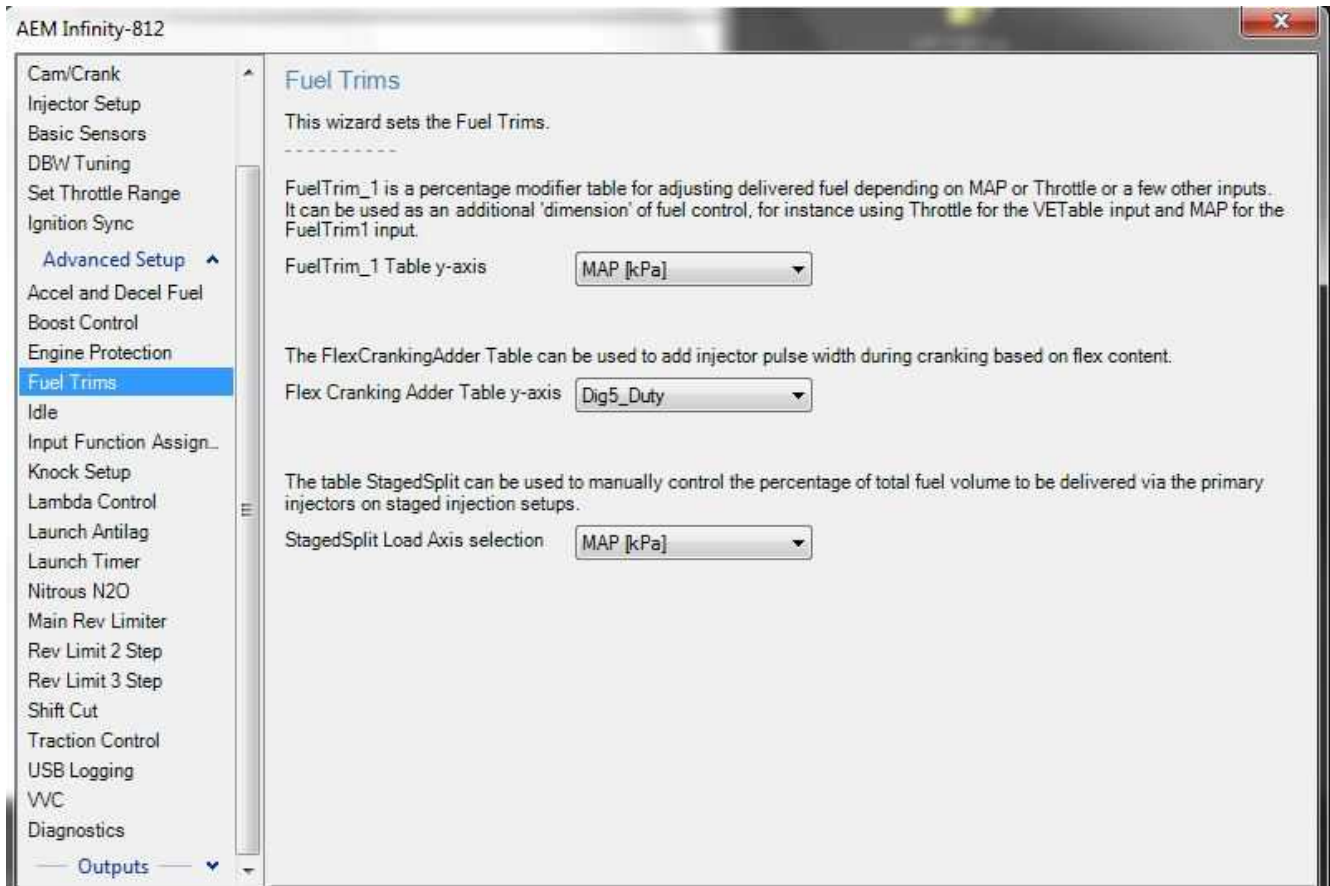 AEM Infinity-812
Cam/Crank
Injector Setup
Basic Sensors
DBW Tuning
Set Throttle Range
Ignition Sync
Advanced Setup
Accel and Decel Fuel
Boost Control
Engine Protection
Fuel Trims
Idle
Input Function Assign...
Knock Setup
Lambda Control
Launch Antilag
Launch Timer
Nitrous N2O
Main Rev Limiter
Rev Limit 2 Step
Rev Limit 3 Step
Shift Cut
Traction Control
USB Logging
VVC
Diagnostics
Outputs
Fuel Trims
This wizard sets the Fuel Trims.
- - - - - - - - - -
FuelTrim_1 is a percentage modifier table for adjusting delivered fuel depending on MAP or Throttle or a few other inputs.
It can be used as an additional 'dimension' of fuel control, for instance using Throttle for the VETable input and MAP for the
FuelTrim1 input.
FuelTrim_1 Table y-axis MAP [kPa]
The FlexCrankingAdder Table can be used to add injector pulse width during cranking based on flex content.
Flex Cranking Adder Table y-axis Dig5_Duty
The table StagedSplit can be used to manually control the percentage of total fuel volume to be delivered via the primary
injectors on staged injection setups.
StagedSplit Load Axis selection MAP [kPa]